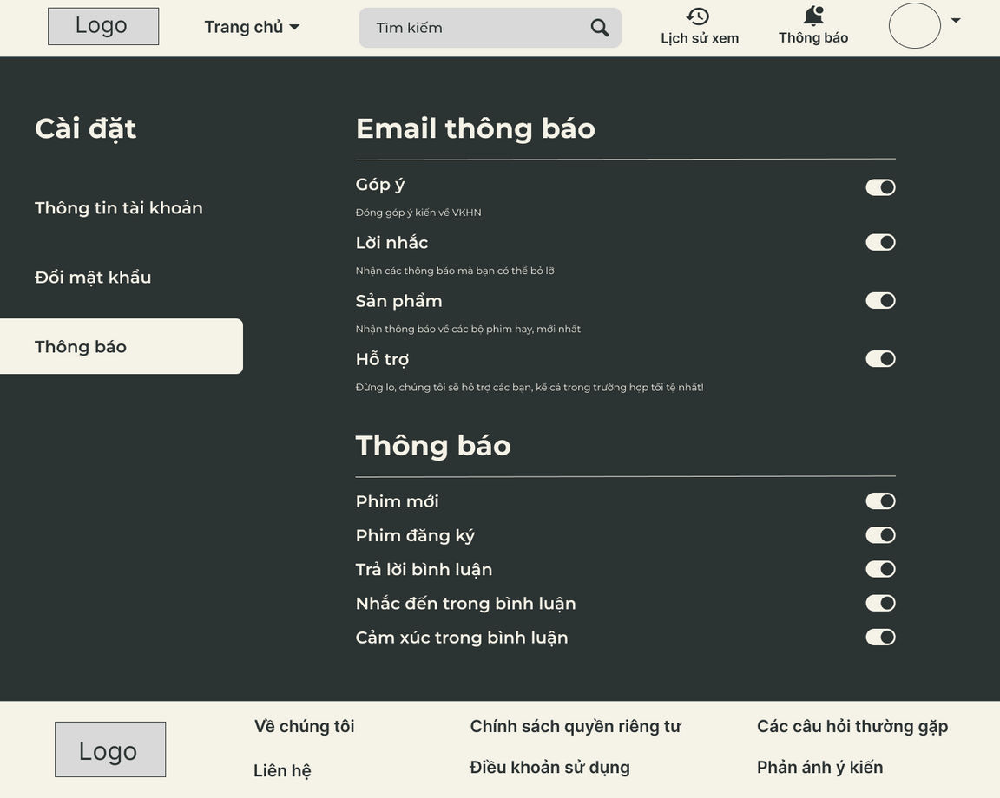 Logo
Trang chủ
Tìm kiếm
Lịch sử xem
Thông báo
Cài đặt
Thông tin tài khoản
Đổi mật khẩu
Thông báo
Email thông báo
Góp ý
Đóng góp ý kiến về VKHN
Lời nhắc
Nhận các thông báo mà bạn có thể bỏ lỡ
Sản phẩm
Nhận thông báo về các bộ phim hay, mới nhất
Hỗ trợ
Đừng lo, chúng tôi sẽ hỗ trợ các bạn, kể cả trong trường hợp tồi tệ nhất!
Thông báo
Phim mới
Phim đăng ký
Trả lời bình luận
Nhắc đến trong bình luận
Cảm xúc trong bình luận
Logo
Về chúng tôi
Chính sách quyền riêng tư
Các câu hỏi thường gặp
Liên hệ
Điều khoản sử dụng
Phản ánh ý kiến